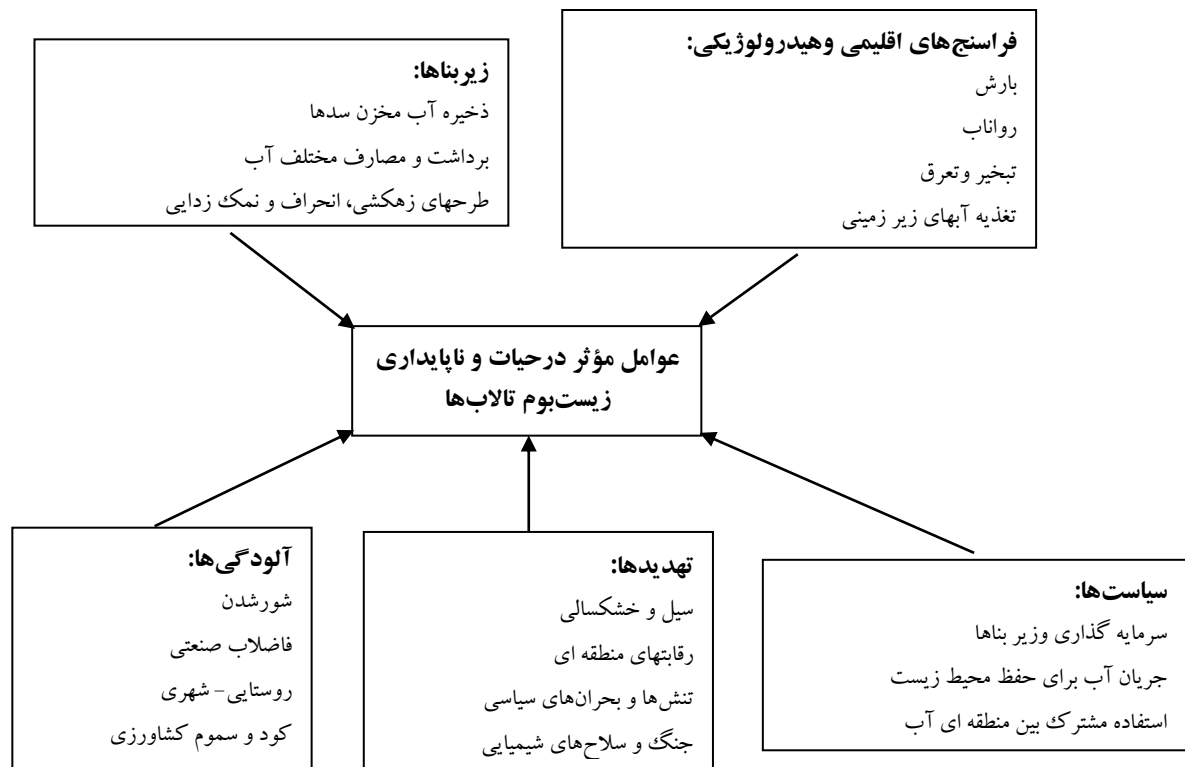 فراسنج‌های اقلیمی وهیدرولوژیکی:
بارش
رواناب
تبخیر وتعرق
تغذیه آبهای زیر زمینی
زیربناها:
ذخیره آب مخزن سدها
برداشت و مصارف مختلف آب
طرحهای زهکشی، انحراف و نمک زدایی
عوامل مؤثر درحیات و ناپایداری
زیست‌بوم تالاب‌ها
سیاست‌ها:
سرمایه گذاری وزیر بناها
جریان آب برای حفظ محیط زیست
استفاده مشترک بین منطقه ای آب
تهدیدها:
سیل و خشکسالی
رقابتهای منطقه ای
تنش‌ها و بحران‌های سیاسی
جنگ و سلاح‌های شیمیایی
آلودگی‌ها:
شورشدن
فاضلاب صنعتی
روستایی– شهری
کود و سموم کشاورزی